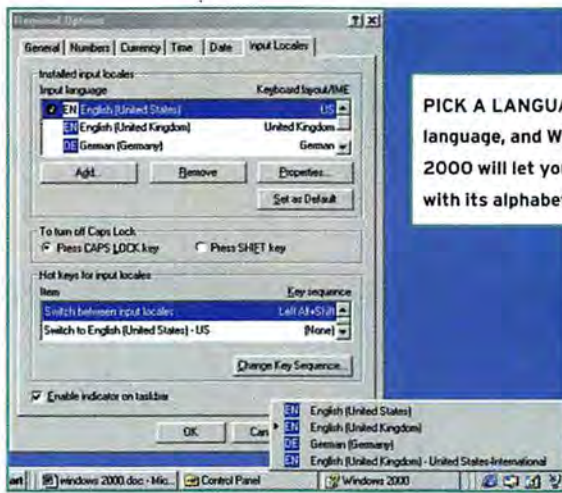 Regional Options
General Numbers Currency Time Date Input Locales
Installed input locales
Input language Keyboard layout/IME
EN English (United States) US
EN English (United Kingdom) United Kingdom
DE German (Germany) German
Add... Remove Properties...
Set as Default
To turn off Caps Lock
Press CAPS LOCK key Press SHIFT key
Hot keys for input locales
Item Key sequence
Switch between input locales Left Alt+Shift
Switch to English (United States) - US (None)
Change Key Sequence...
Enable indicator on taskbar
OK Can
EN English (United States)
EN English (United Kingdom)
DE German (Germany)
EN English (United Kingdom) - United States-International
art windows 2000.doc - Mic... Control Panel Windows 2000
PICK A LANGUA
language, and W
2000 will let you
with its alphabe